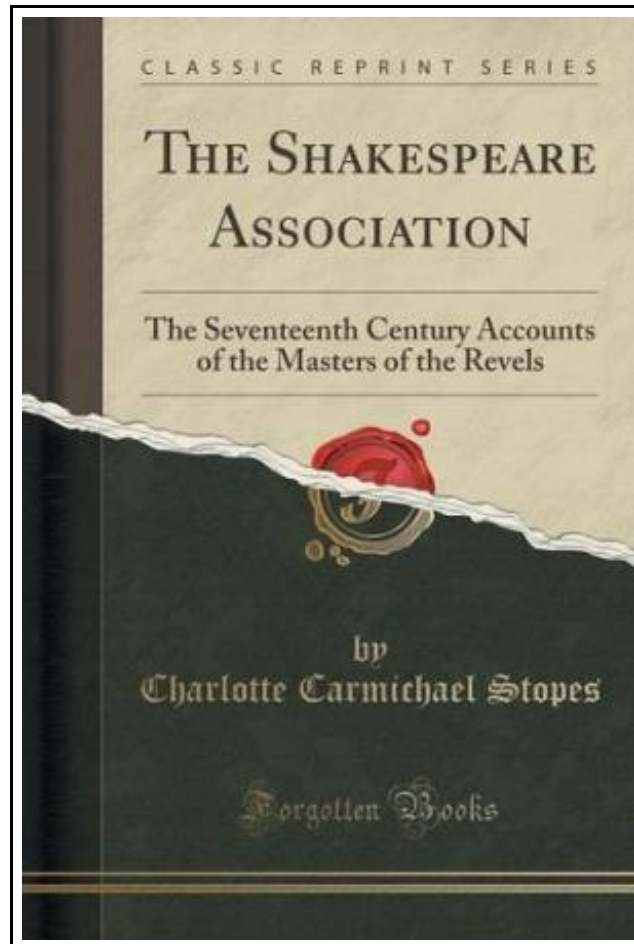 CLASSIC REPRINT SERIES
THE SHAKESPEARE
ASSOCIATION
The Seventeenth Century Accounts
of the Masters of the Revels
by
Charlotte Carmichael Stopes
Forgotten Books